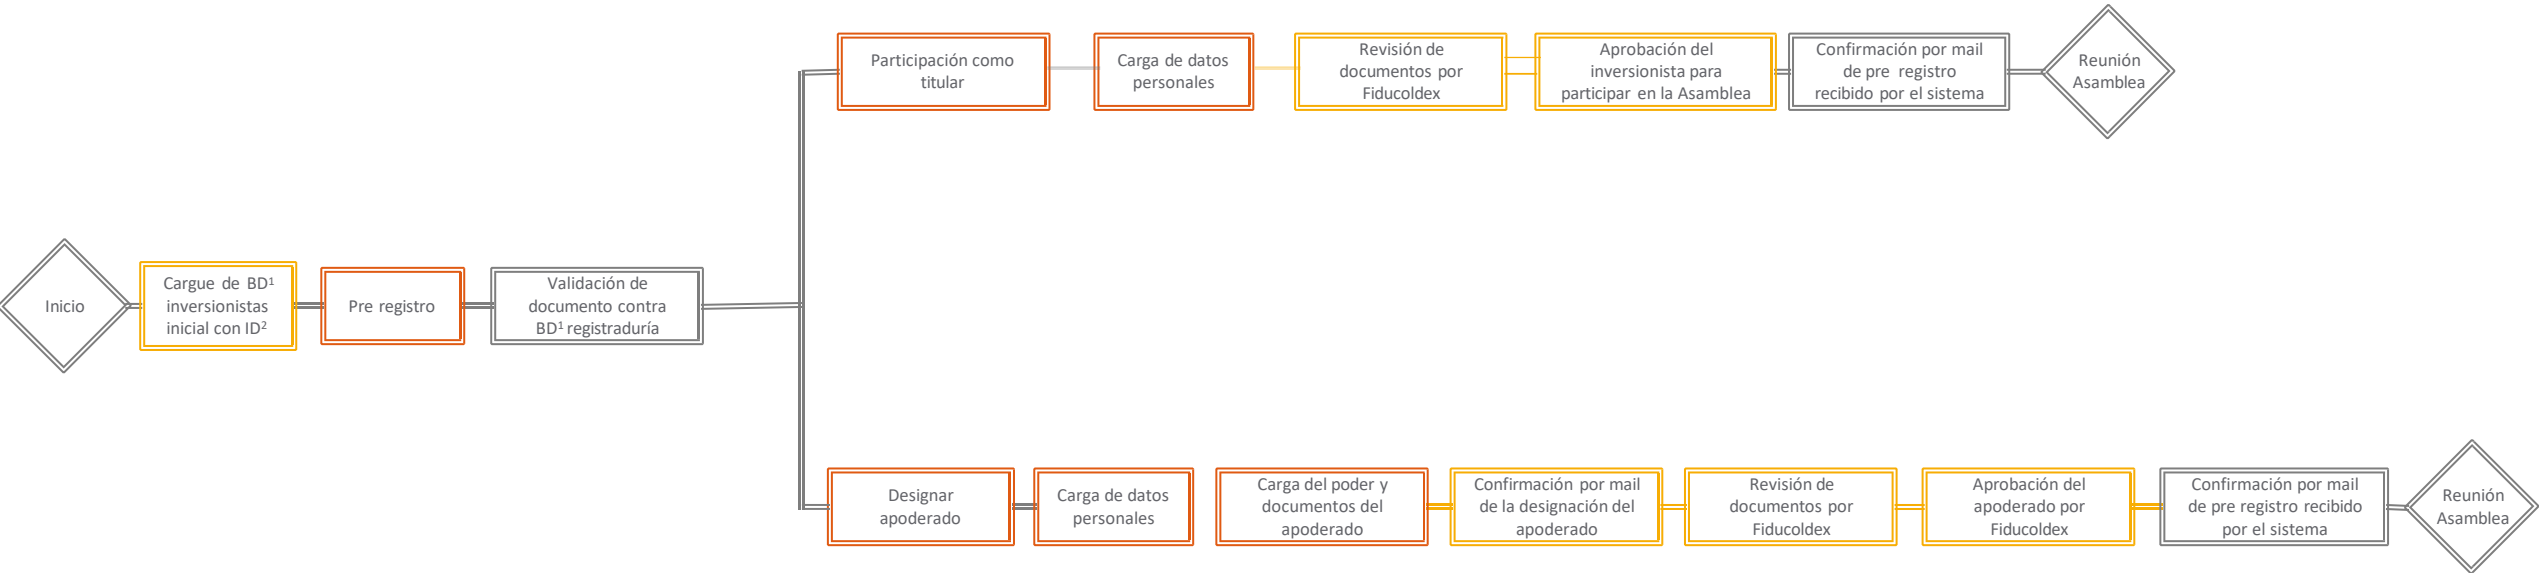 Inicio
Cargue de BD¹
inversionistas
inicial con ID²
Pre registro
Validación de
documento contra
BD¹ registraduría
Participación como
titular
Carga de datos
personales
Revisión de
documentos por
Fiducoldex
Aprobación del
inversionista para
participar en la Asamblea
Confirmación por mail
de pre registro
recibido por el sistema
Reunión
Asamblea
Designar
apoderado
Carga de datos
personales
Carga del poder y
documentos del
apoderado
Confirmación por mail
de la designación del
apoderado
Revisión de
documentos por
Fiducoldex
Aprobación del
apoderado por
Fiducoldex
Confirmación por mail
de pre registro recibido
por el sistema
Reunión
Asamblea